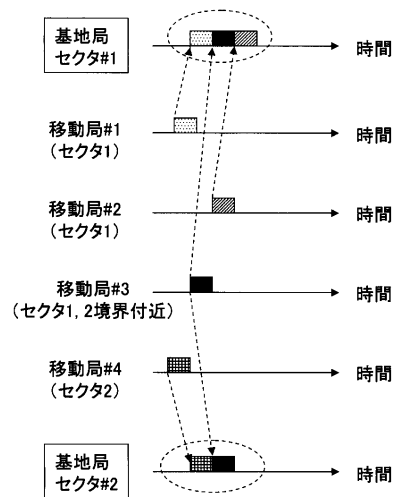 基地局
セクタ#1
時間
移動局#1
(セクタ1)
時間
移動局#2
(セクタ1)
時間
移動局#3
(セクタ1, 2境界付近)
時間
移動局#4
(セクタ2)
時間
基地局
セクタ#2
時間